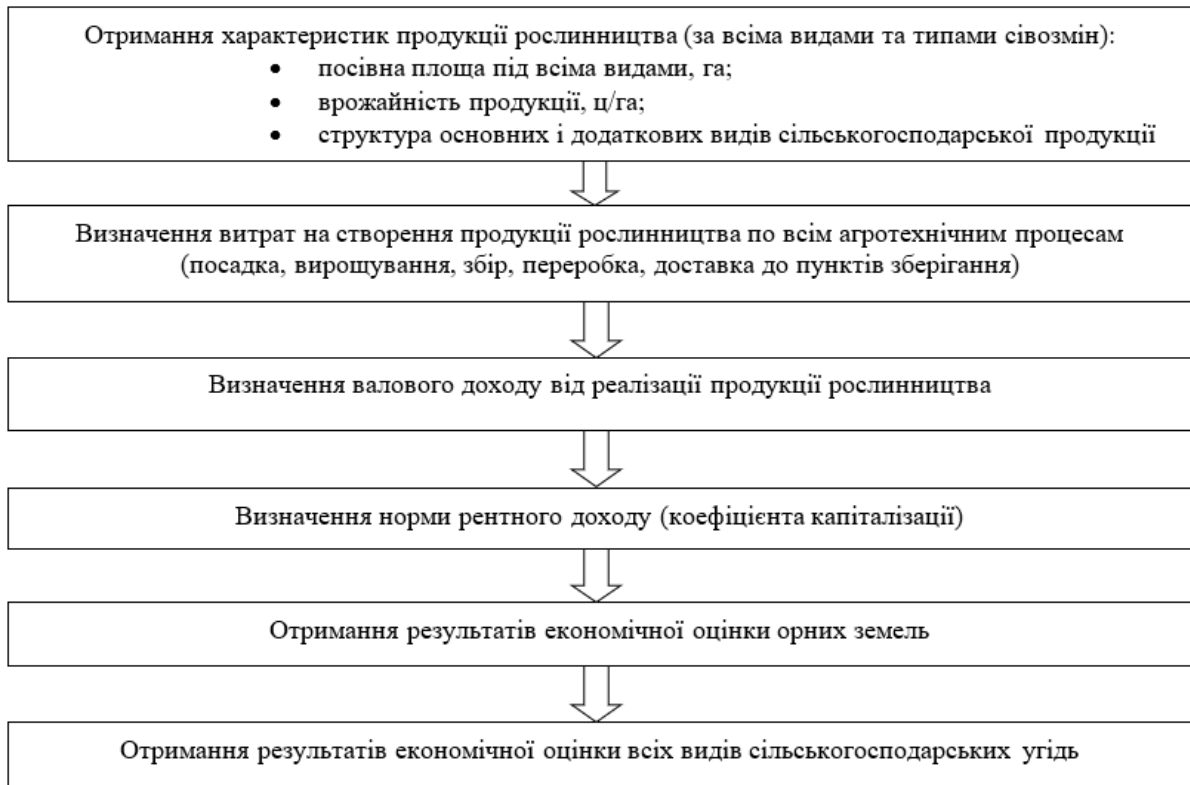 Отримання характеристик продукції рослинництва (за всіма видами та типами сівозмін):
• посівна площа під всіма видами, га;
• врожайність продукції, ц/га;
• структура основних і додаткових видів сільськогосподарської продукції
Визначення витрат на створення продукції рослинництва по всім агротехнічним процесам
(посадка, вирощування, збір, переробка, доставка до пунктів зберігання)
Визначення валового доходу від реалізації продукції рослинництва
Визначення норми рентного доходу (коефіцієнта капіталізації)
Отримання результатів економічної оцінки орних земель
Отримання результатів економічної оцінки всіх видів сільськогосподарських угідь